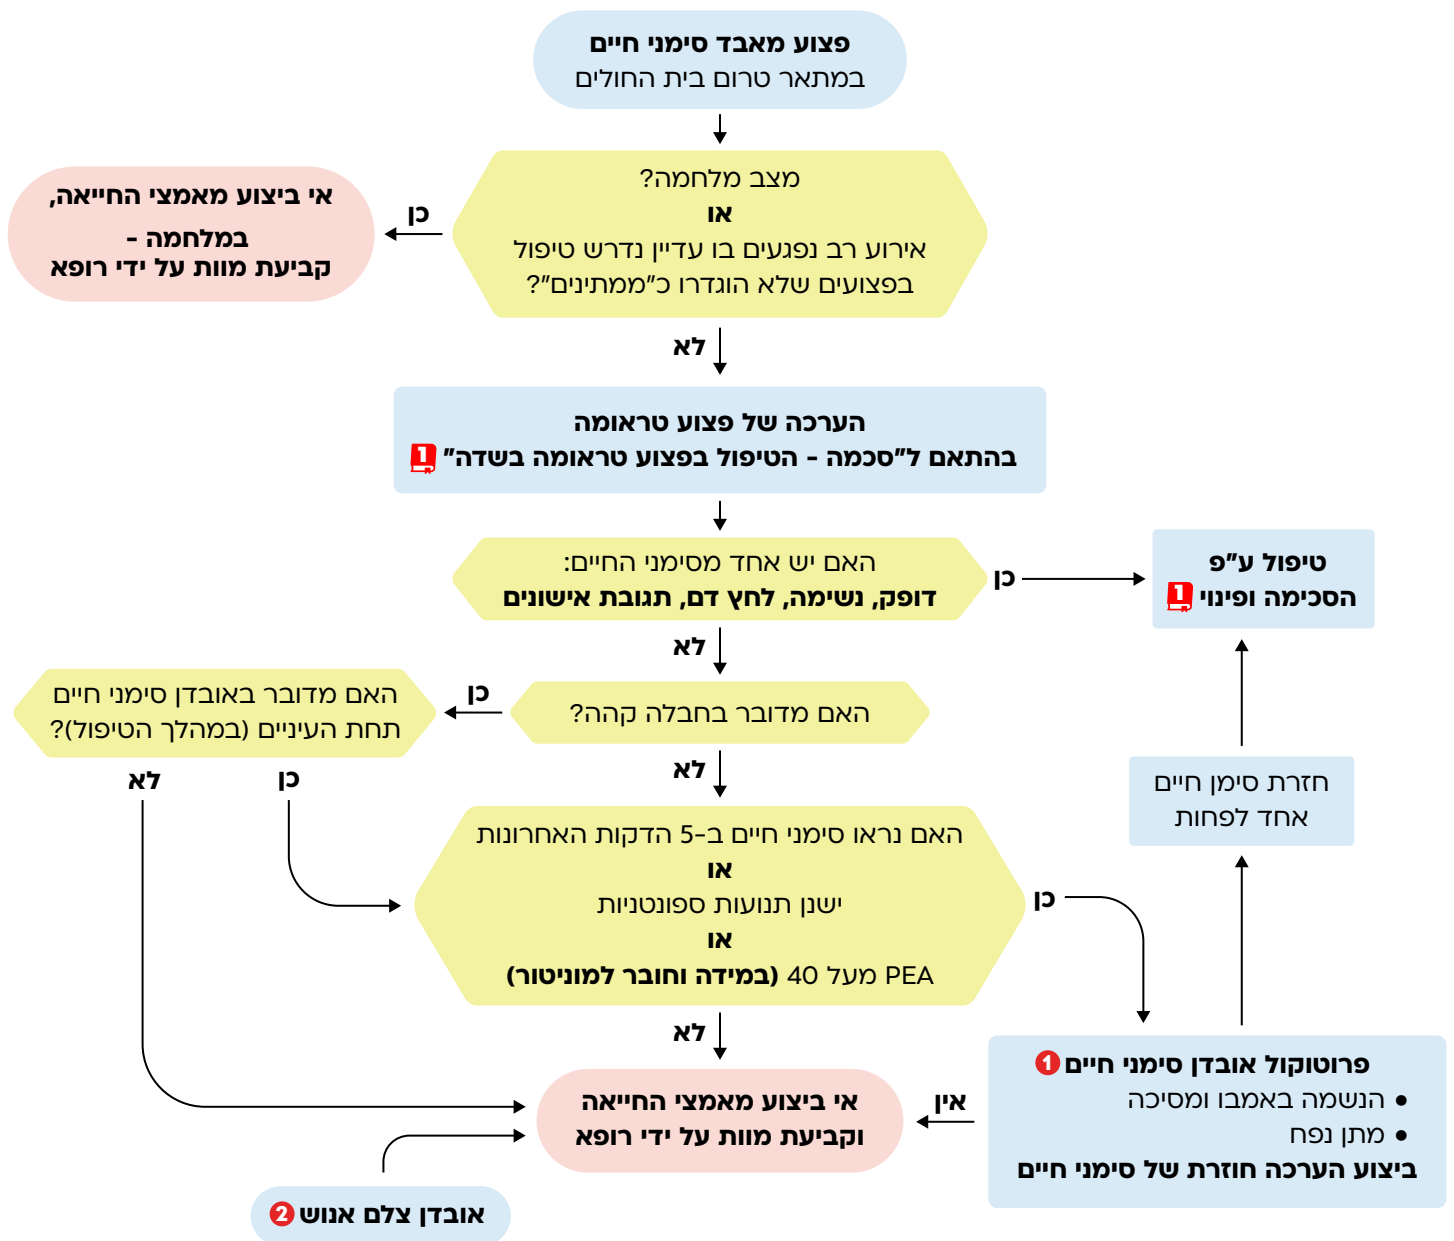 פצוע מאבד סימני חיים
במתאר טרום בית החולים
מצב מלחמה?
או
אירוע רב נפגעים בו עדיין נדרש טיפול
בפצועים שלא הוגדרו כ"ממתינים"?
כן
אי ביצוע מאמצי החייאה,
במלחמה -
קביעת מוות על ידי רופא
לא
הערכה של פצוע טראומה
בהתאם ל"סכמה - הטיפול בפצוע טראומה בשדה" 1
האם יש אחד מסימני החיים:
דופק, נשימה, לחץ דם, תגובת אישונים
כן
טיפול ע"פ
הסכימה ופינוי 1
לא
האם מדובר בחבלה קהה?
כן
האם מדובר באובדן סימני חיים
תחת העיניים (במהלך הטיפול)?
כן
לא
לא
האם נראו סימני חיים ב-5 הדקות האחרונות
או
ישנן תנועות ספונטניות
או
PEA מעל 40 (במידה וחובר למוניטור)
כן
חזרת סימן חיים
אחד לפחות
לא
פרוטוקול אובדן סימני חיים 1
• הנשמה באמבו ומסיכה
• מתן נפח
ביצוע הערכה חוזרת של סימני חיים
אין
אי ביצוע מאמצי החייאה
וקביעת מוות על ידי רופא
אובדן צלם אנוש 2